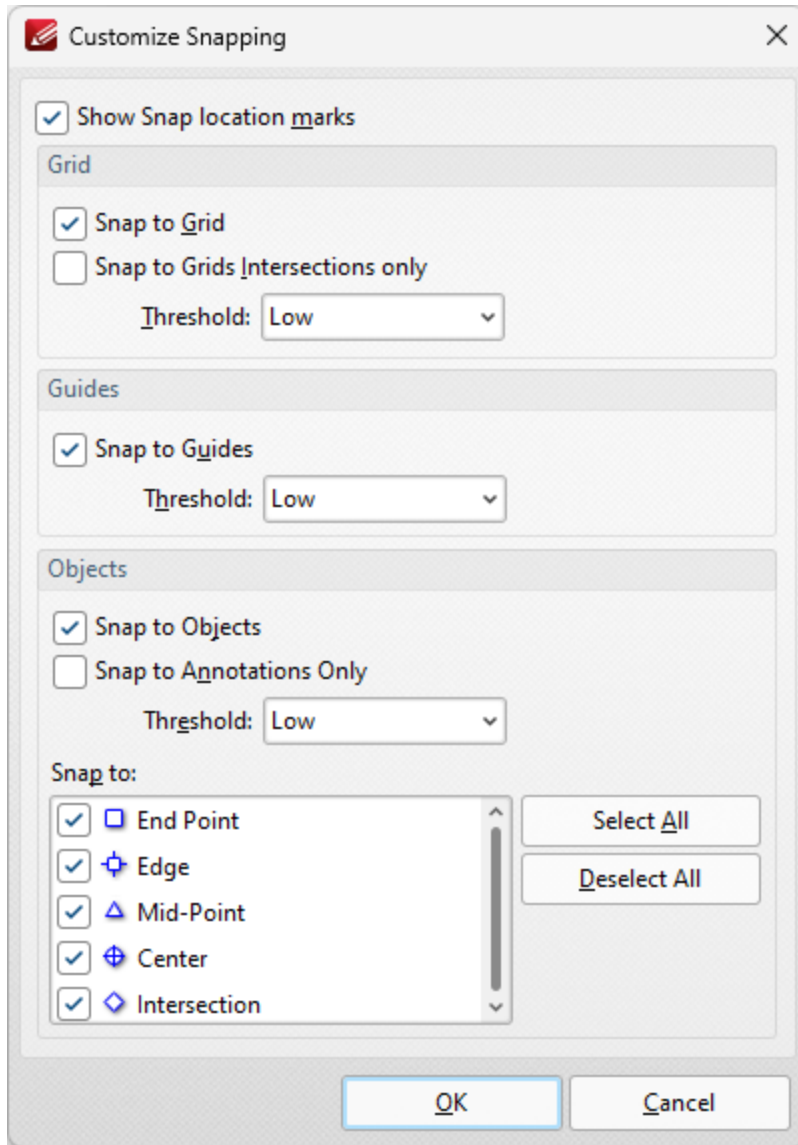 Customize Snapping
Show Snap location marks
Grid
Snap to Grid
Snap to Grids Intersections only
Threshold: Low
Guides
Snap to Guides
Threshold: Low
Objects
Snap to Objects
Snap to Annotations Only
Threshold: Low
Snap to:
End Point
Select All
Edge
Deselect All
Mid-Point
Center
Intersection
OK Cancel